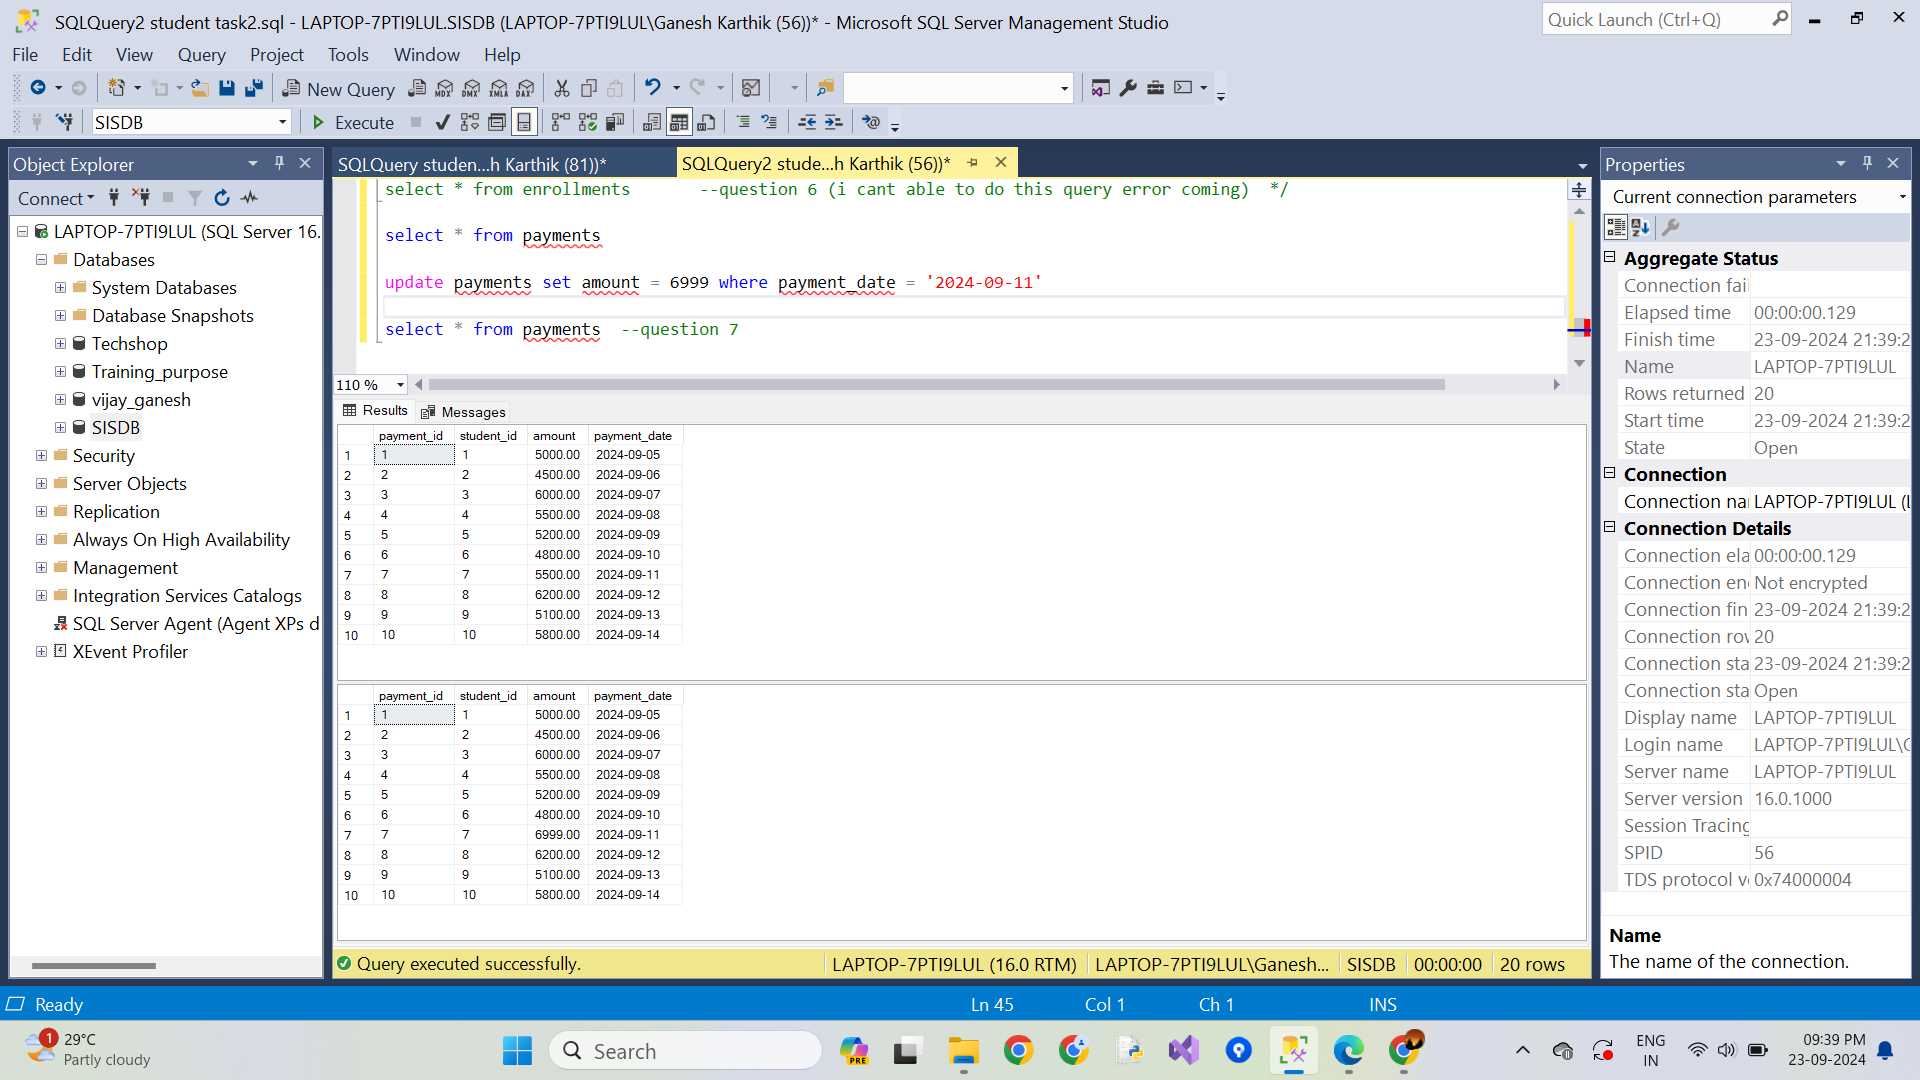 SQLQuery2 student task2.sql - LAPTOP-7PTI9LUL.SISDB (LAPTOP-7PTI9LUL\Ganesh Karthik (56))* - Microsoft SQL Server Management Studio
Quick Launch (Ctrl+Q)
File Edit View Query Project Tools Window Help
New Query
MDX DMX XMLA DAX
SISDB
Execute
Object Explorer
Connect
LAPTOP-7PTI9LUL (SQL Server 16.
Databases
System Databases
Database Snapshots
Techshop
Training_purpose
vijay_ganesh
SISDB
Security
Server Objects
Replication
Always On High Availability
Management
Integration Services Catalogs
SQL Server Agent (Agent XPs d
XEvent Profiler
SQLQuery studen...h Karthik (81))*
SQLQuery2 stude...h Karthik (56))*
select * from enrollments --question 6 (i cant able to do this query error coming) */
select * from payments
update payments set amount = 6999 where payment_date = '2024-09-11'
select * from payments --question 7
110 %
Results Messages
payment_id student_id amount payment_date
1 1 1 5000.00 2024-09-05
2 2 2 4500.00 2024-09-06
3 3 3 6000.00 2024-09-07
4 4 4 5500.00 2024-09-08
5 5 5 5200.00 2024-09-09
6 6 6 4800.00 2024-09-10
7 7 7 5500.00 2024-09-11
8 8 8 6200.00 2024-09-12
9 9 9 5100.00 2024-09-13
10 10 10 5800.00 2024-09-14
payment_id student_id amount payment_date
1 1 1 5000.00 2024-09-05
2 2 2 4500.00 2024-09-06
3 3 3 6000.00 2024-09-07
4 4 4 5500.00 2024-09-08
5 5 5 5200.00 2024-09-09
6 6 6 4800.00 2024-09-10
7 7 7 6999.00 2024-09-11
8 8 8 6200.00 2024-09-12
9 9 9 5100.00 2024-09-13
10 10 10 5800.00 2024-09-14
Query executed successfully.
LAPTOP-7PTI9LUL (16.0 RTM) LAPTOP-7PTI9LUL\Ganesh... SISDB 00:00:00 20 rows
Properties
Current connection parameters
Aggregate Status
Connection fail
Elapsed time 00:00:00.129
Finish time 23-09-2024 21:39:2
Name LAPTOP-7PTI9LUL
Rows returned 20
Start time 23-09-2024 21:39:2
State Open
Connection
Connection nar LAPTOP-7PTI9LUL (L
Connection Details
Connection ela 00:00:00.129
Connection en Not encrypted
Connection fin 23-09-2024 21:39:2
Connection rov 20
Connection sta 23-09-2024 21:39:2
Connection sta Open
Display name LAPTOP-7PTI9LUL
Login name LAPTOP-7PTI9LUL\G
Server name LAPTOP-7PTI9LUL
Server version 16.0.1000
Session Tracing
SPID 56
TDS protocol ve 0x74000004
Name
The name of the connection.
Ready Ln 45 Col 1 Ch 1 INS
1
29°C
Partly cloudy
Search
PRE
ENG
IN
09:39 PM
23-09-2024